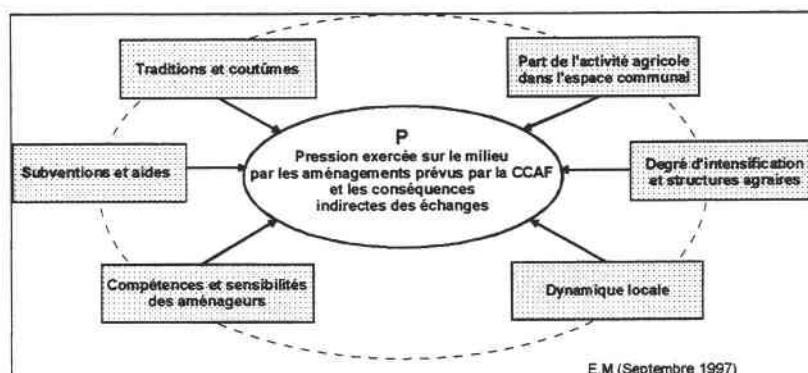 Traditions et coutûmes
Part de l'activité agricole
dans l'espace communal
P
Pression exercée sur le milieu
par les aménagements prévus par la CCAF
et les conséquences
indirectes des échanges
Subventions et aides
Degré d'intensification
et structures agraires
Compétences et sensibilités
des aménageurs
Dynamique locale
E.M (Septembre 1997)